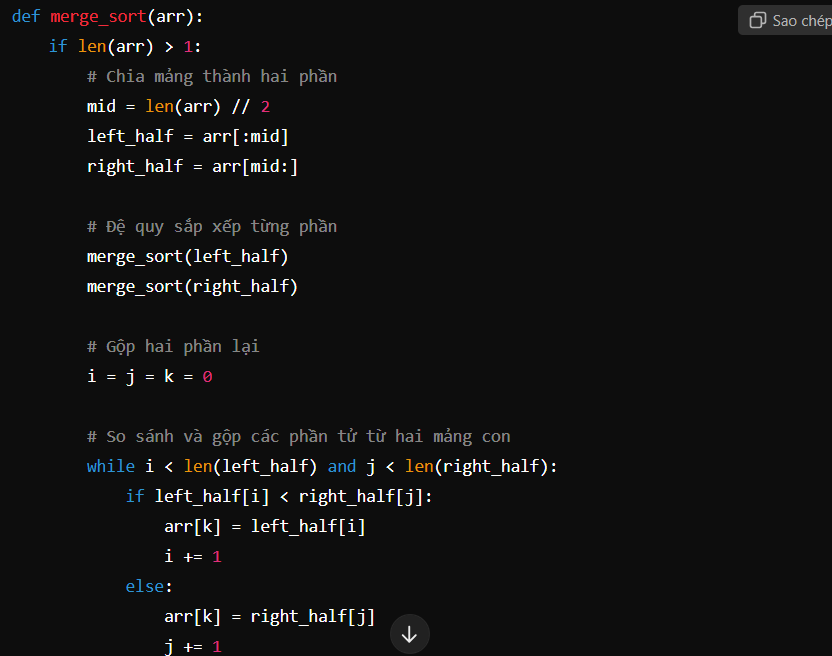 def merge_sort(arr):
Sao chép
    if len(arr) > 1:
        # Chia mảng thành hai phần
        mid = len(arr) // 2
        left_half = arr[:mid]
        right_half = arr[mid:]
        # Đệ quy sắp xếp từng phần
        merge_sort(left_half)
        merge_sort(right_half)
        # Gộp hai phần lại
        i = j = k = 0
        # So sánh và gộp các phần tử từ hai mảng con
        while i < len(left_half) and j < len(right_half):
            if left_half[i] < right_half[j]:
                arr[k] = left_half[i]
                i += 1
            else:
                arr[k] = right_half[j]
                j += 1